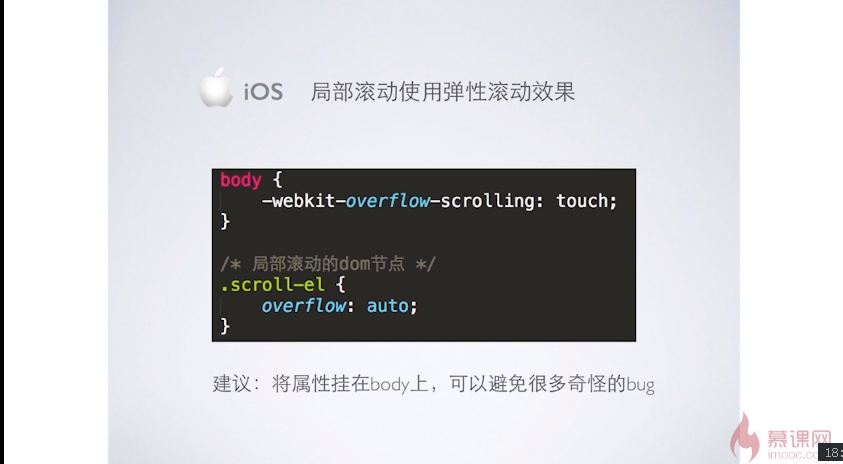 iOS 局部滚动使用弹性滚动效果
body {
    -webkit-overflow-scrolling: touch;
}
/* 局部滚动的dom节点 */
.scroll-el {
    overflow: auto;
}
建议：将属性挂在body上，可以避免很多奇怪的bug
慕课网
imooc.c
18: